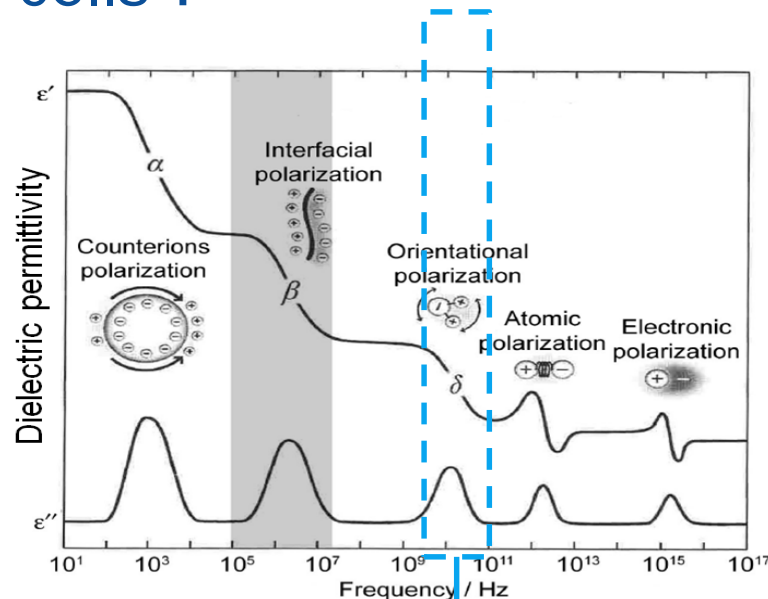 ε′
α
Interfacial
polarization
Counterions
polarization
β
Orientational
polarization
Atomic
polarization
Electronic
polarization
δ
Dielectric permittivity
ε″
10¹ 10³ 10⁵ 10⁷ 10⁹ 10¹¹ 10¹³ 10¹⁵ 10¹⁷
Frequency / Hz